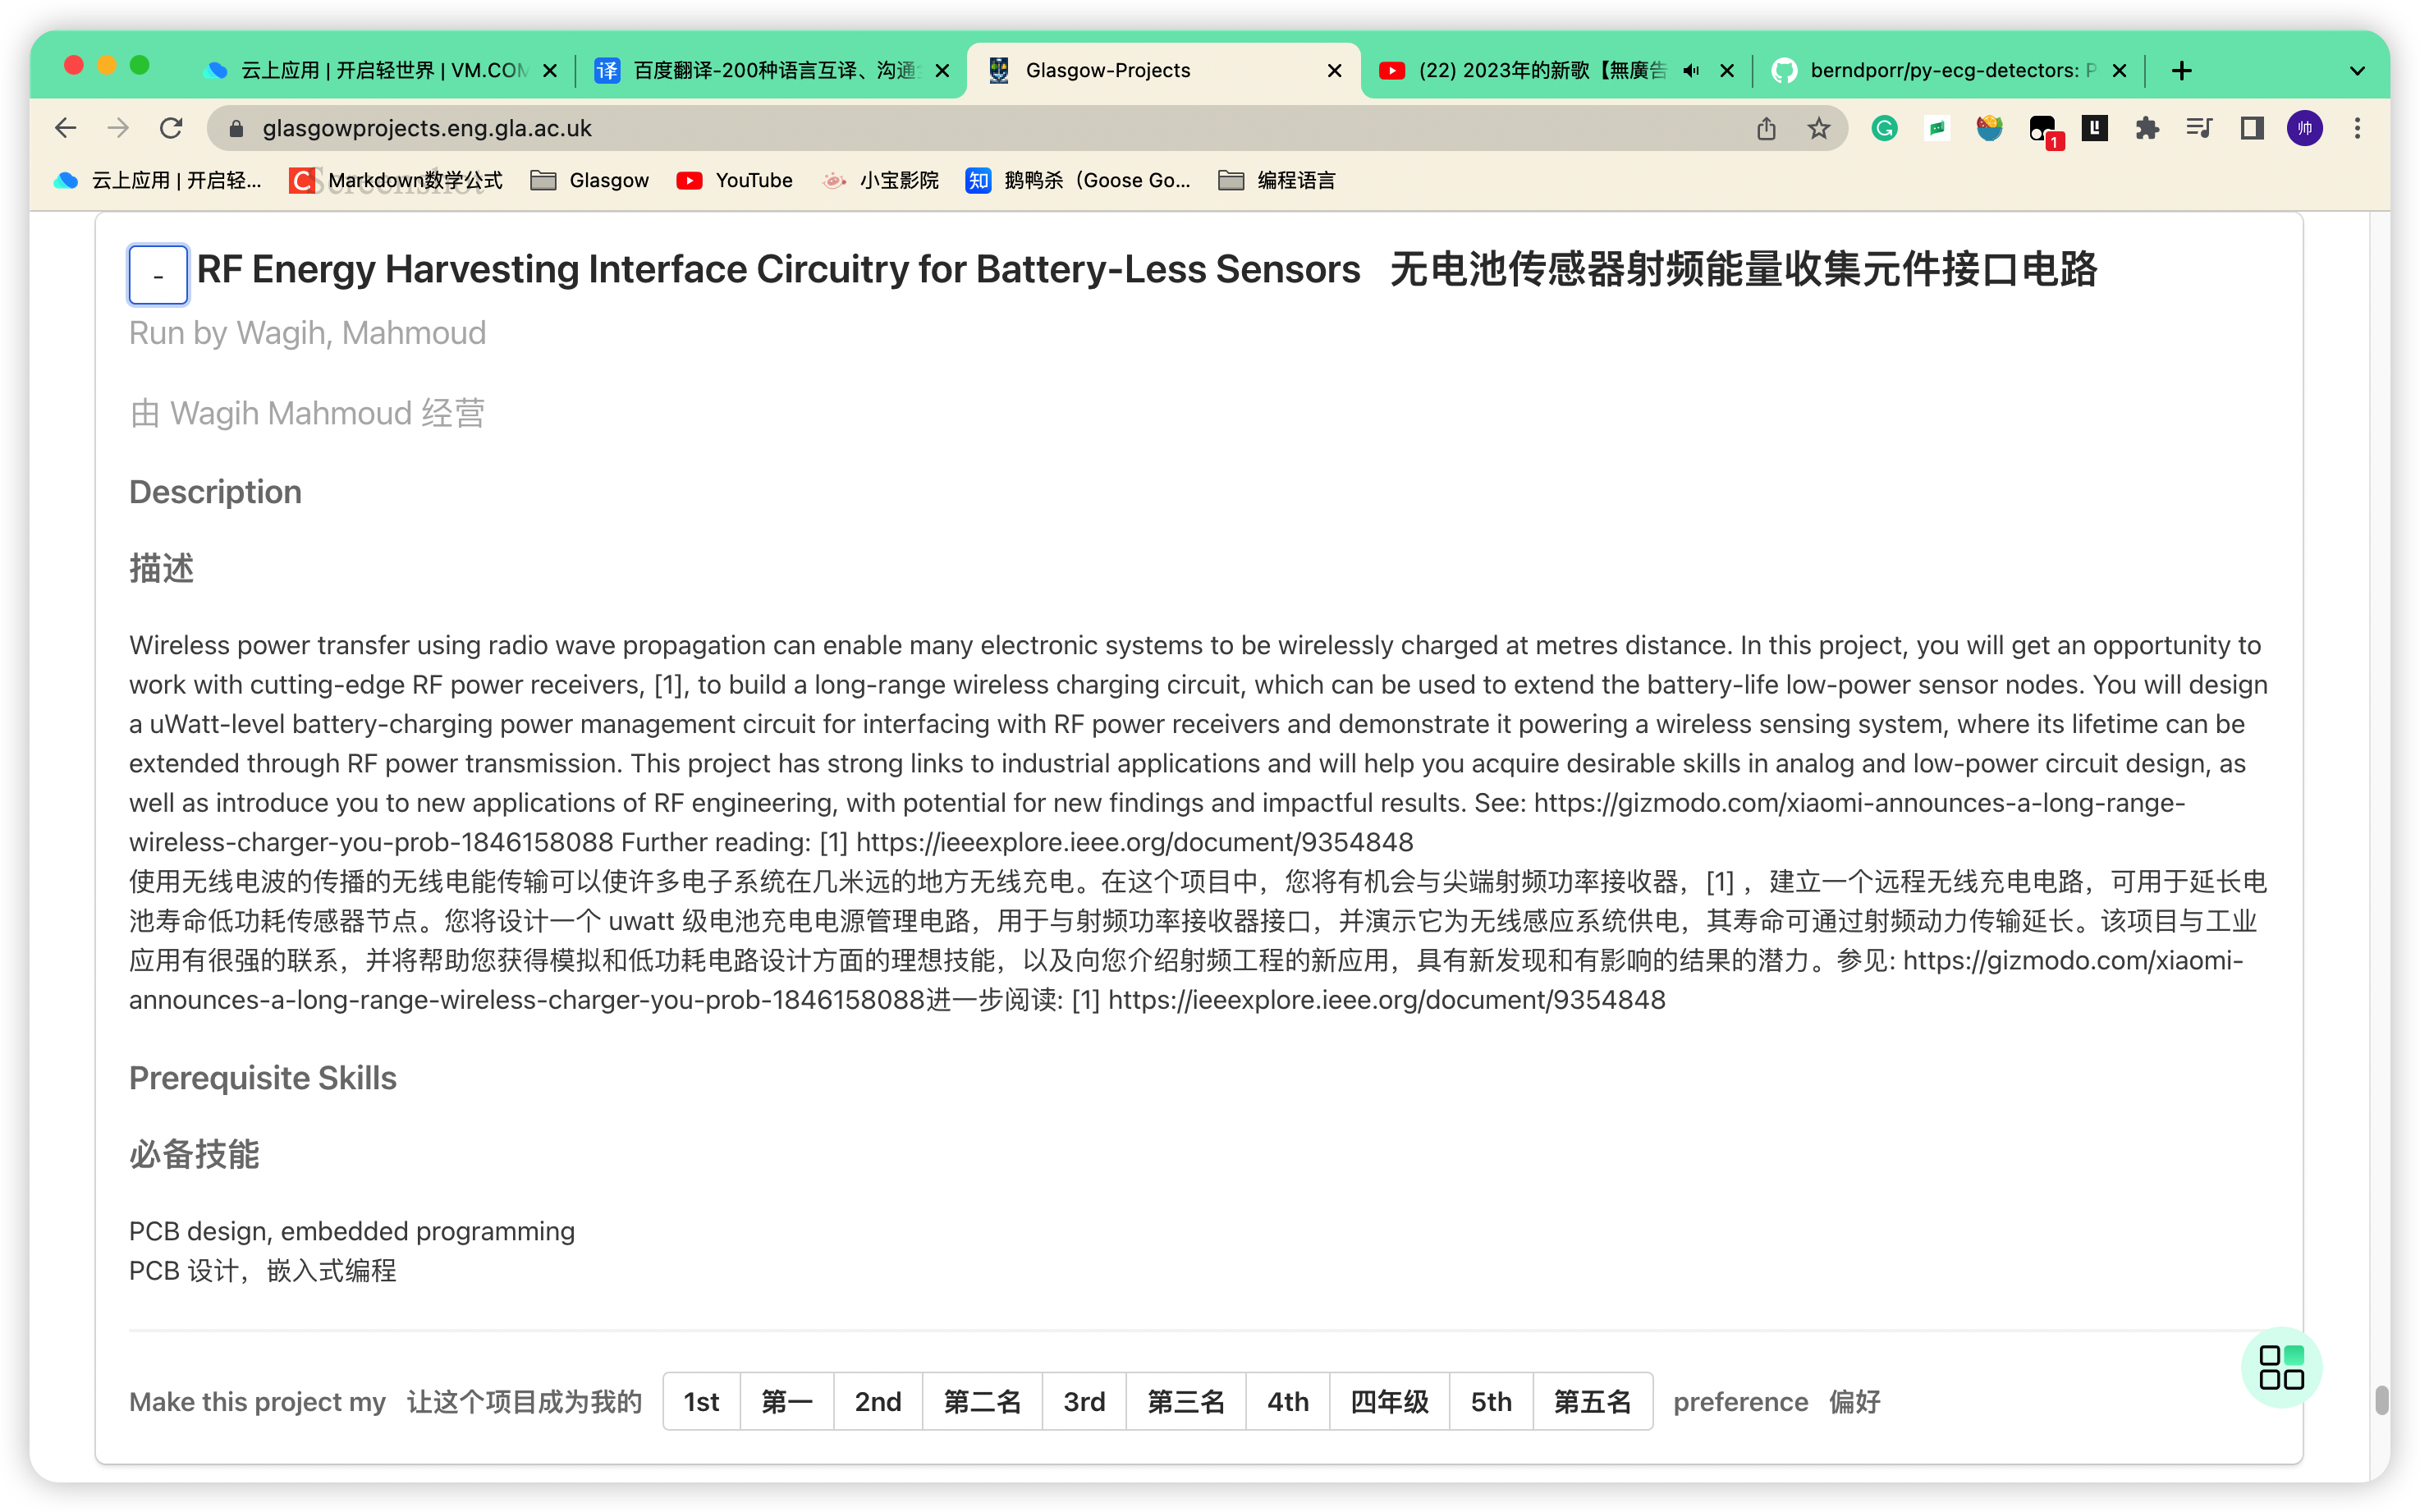 云上应用 | 开启轻世界 | VM.COM
译 百度翻译-200种语言互译、沟通
Glasgow-Projects
(22) 2023年的新歌【無廣告
berndporr/py-ecg-detectors: P
glasgowprojects.eng.gla.ac.uk
1
帅
云上应用 | 开启轻...
C Markdown数学公式
Screenshot
Glasgow
YouTube
小宝影院
知 鹅鸭杀（Goose Go...
编程语言
- RF Energy Harvesting Interface Circuitry for Battery-Less Sensors 无电池传感器射频能量收集元件接口电路
Run by Wagih, Mahmoud
由 Wagih Mahmoud 经营
Description
描述
Wireless power transfer using radio wave propagation can enable many electronic systems to be wirelessly charged at metres distance. In this project, you will get an opportunity to
work with cutting-edge RF power receivers, [1], to build a long-range wireless charging circuit, which can be used to extend the battery-life low-power sensor nodes. You will design
a uWatt-level battery-charging power management circuit for interfacing with RF power receivers and demonstrate it powering a wireless sensing system, where its lifetime can be
extended through RF power transmission. This project has strong links to industrial applications and will help you acquire desirable skills in analog and low-power circuit design, as
well as introduce you to new applications of RF engineering, with potential for new findings and impactful results. See: https://gizmodo.com/xiaomi-announces-a-long-range-
wireless-charger-you-prob-1846158088 Further reading: [1] https://ieeexplore.ieee.org/document/9354848
使用无线电波的传播的无线电能传输可以使许多电子系统在几米远的地方无线充电。在这个项目中，您将有机会与尖端射频功率接收器，[1] ，建立一个远程无线充电电路，可用于延长电
池寿命低功耗传感器节点。您将设计一个 uwatt 级电池充电电源管理电路，用于与射频功率接收器接口，并演示它为无线感应系统供电，其寿命可通过射频动力传输延长。该项目与工业
应用有很强的联系，并将帮助您获得模拟和低功耗电路设计方面的理想技能，以及向您介绍射频工程的新应用，具有新发现和有影响的结果的潜力。参见: https://gizmodo.com/xiaomi-
announces-a-long-range-wireless-charger-you-prob-1846158088进一步阅读: [1] https://ieeexplore.ieee.org/document/9354848
Prerequisite Skills
必备技能
PCB design, embedded programming
PCB 设计，嵌入式编程
Make this project my 让这个项目成为我的 1st 第一 2nd 第二名 3rd 第三名 4th 四年级 5th 第五名 preference 偏好